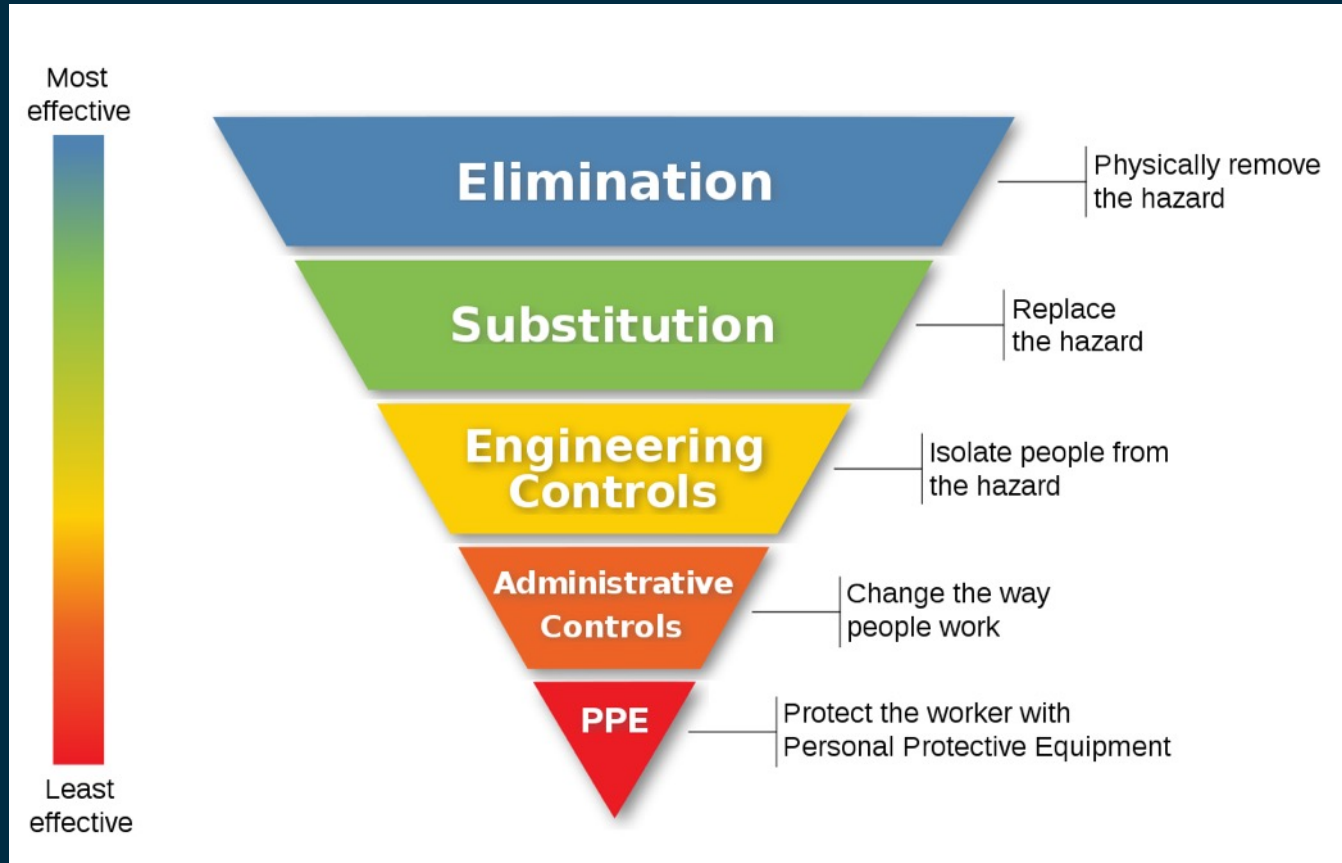 Most
effective
Elimination
Physically remove
the hazard
Substitution
Replace
the hazard
Engineering
Controls
Isolate people from
the hazard
Administrative
Controls
Change the way
people work
PPE
Protect the worker with
Personal Protective Equipment
Least
effective